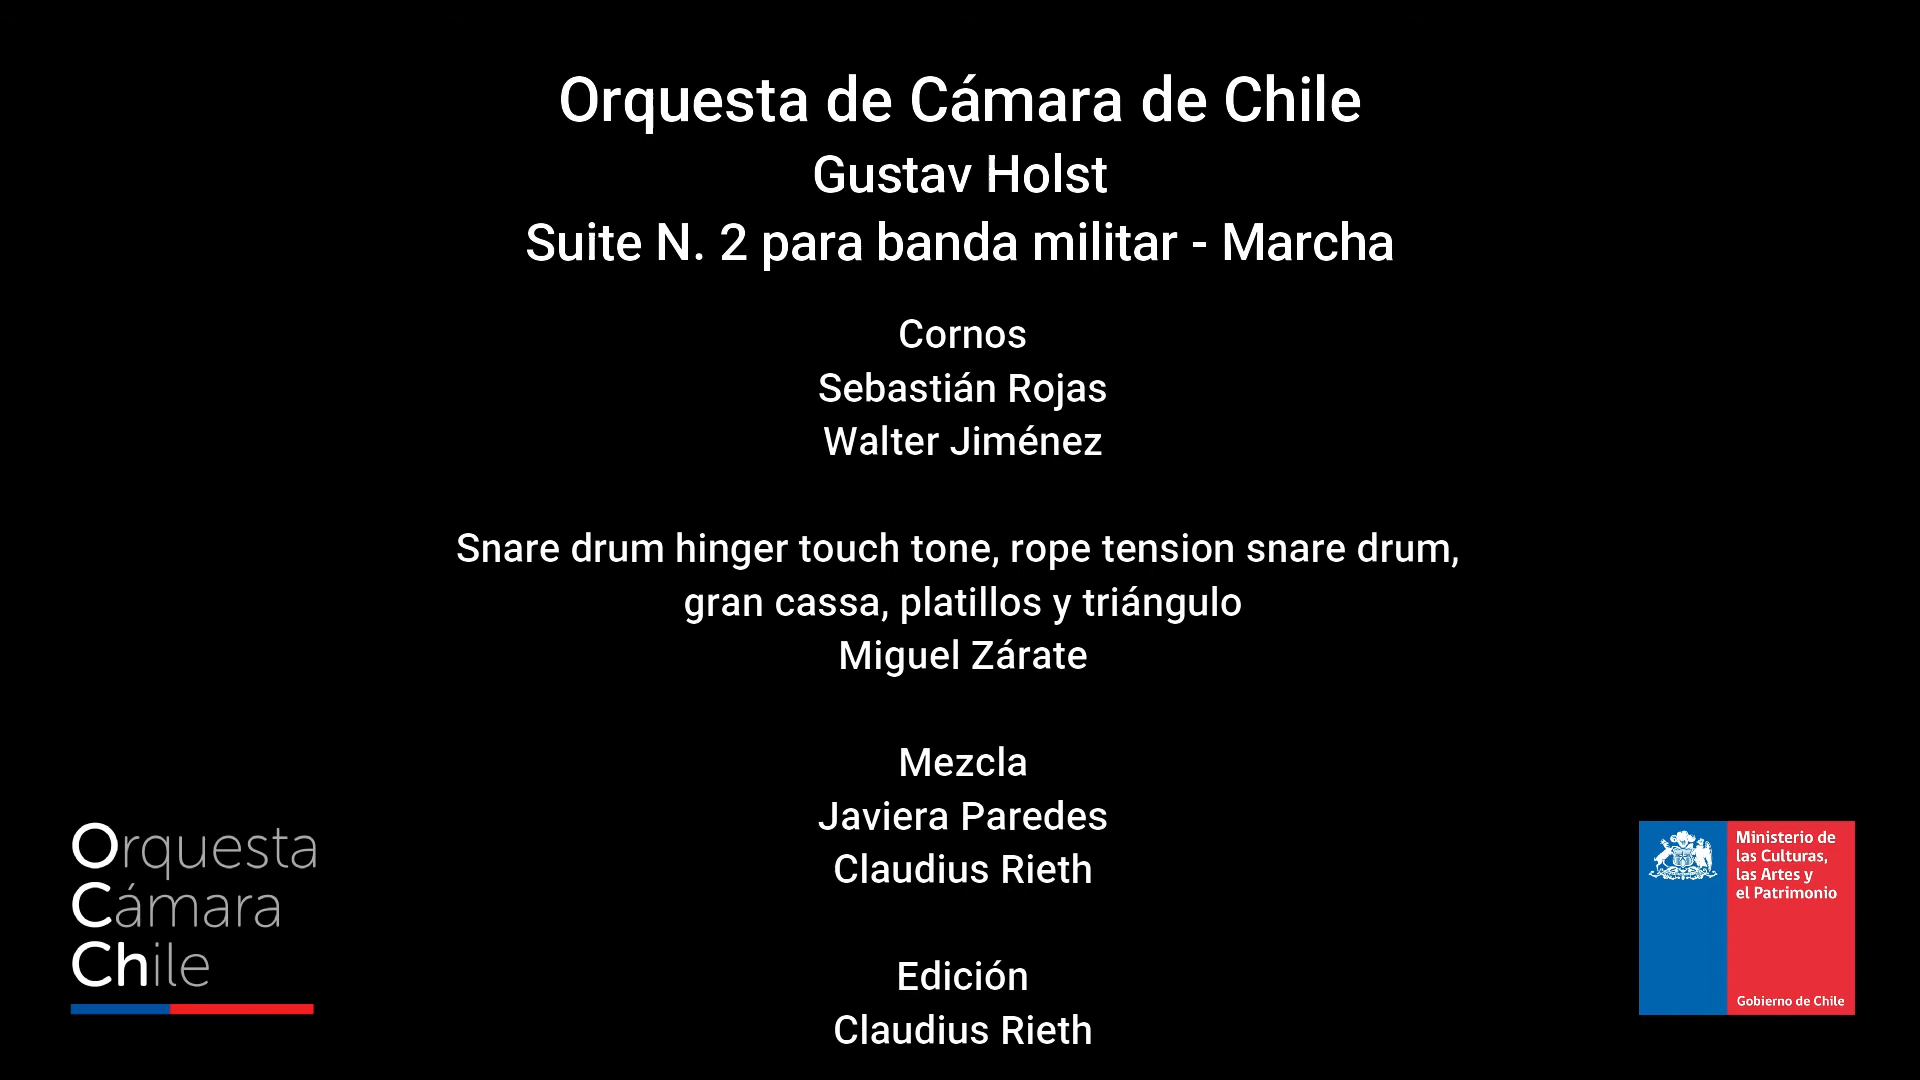 Orquesta de Cámara de Chile
Gustav Holst
Suite N. 2 para banda militar - Marcha
Cornos
Sebastián Rojas
Walter Jiménez
Snare drum hinger touch tone, rope tension snare drum,
gran cassa, platillos y triángulo
Miguel Zárate
Mezcla
Javiera Paredes
Claudius Rieth
Edición
Claudius Rieth
Orquesta
Cámara
Chile
Ministerio de
las Culturas,
las Artes y
el Patrimonio
Gobierno de Chile